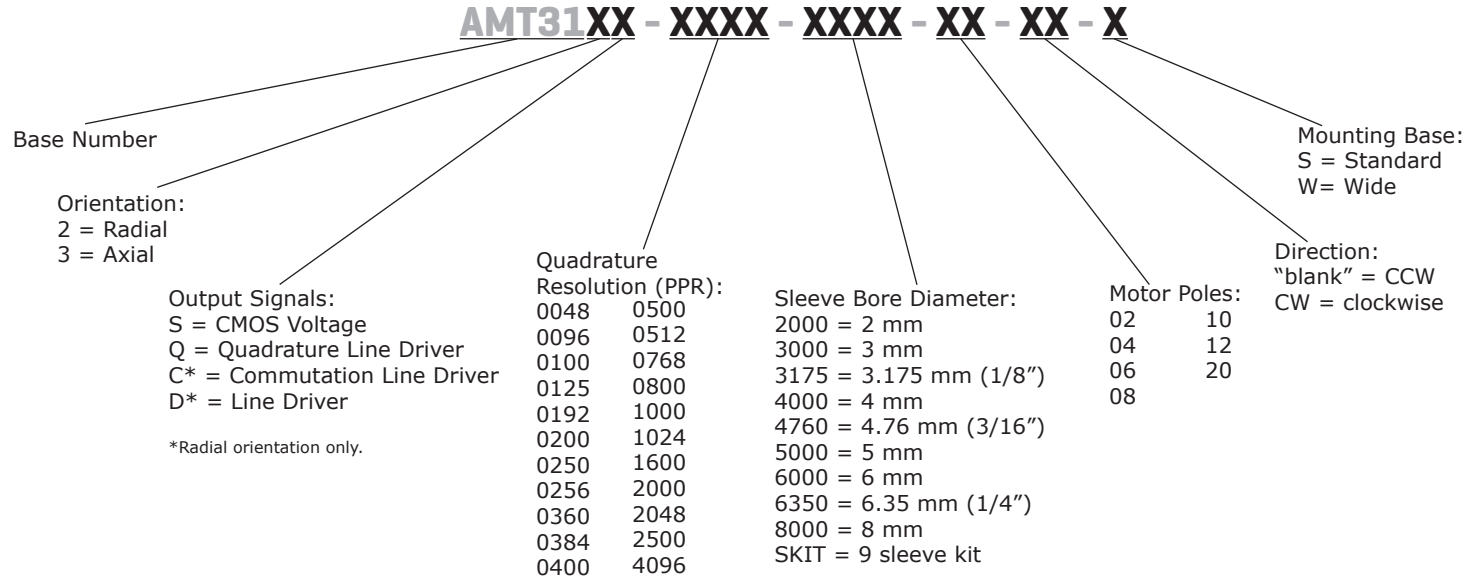 AMT31XX - XXXX - XXXX - XX - XX - X
Base Number
Orientation:
2 = Radial
3 = Axial
Output Signals:
S = CMOS Voltage
Q = Quadrature Line Driver
C* = Commutation Line Driver
D* = Line Driver
*Radial orientation only.
Quadrature
Resolution (PPR):
0048 0500
0096 0512
0100 0768
0125 0800
0192 1000
0200 1024
0250 1600
0256 2000
0360 2048
0384 2500
0400 4096
Sleeve Bore Diameter:
2000 = 2 mm
3000 = 3 mm
3175 = 3.175 mm (1/8”)
4000 = 4 mm
4760 = 4.76 mm (3/16”)
5000 = 5 mm
6000 = 6 mm
6350 = 6.35 mm (1/4”)
8000 = 8 mm
SKIT = 9 sleeve kit
Motor Poles:
02 10
04 12
06 20
08
Direction:
“blank” = CCW
CW = clockwise
Mounting Base:
S = Standard
W= Wide